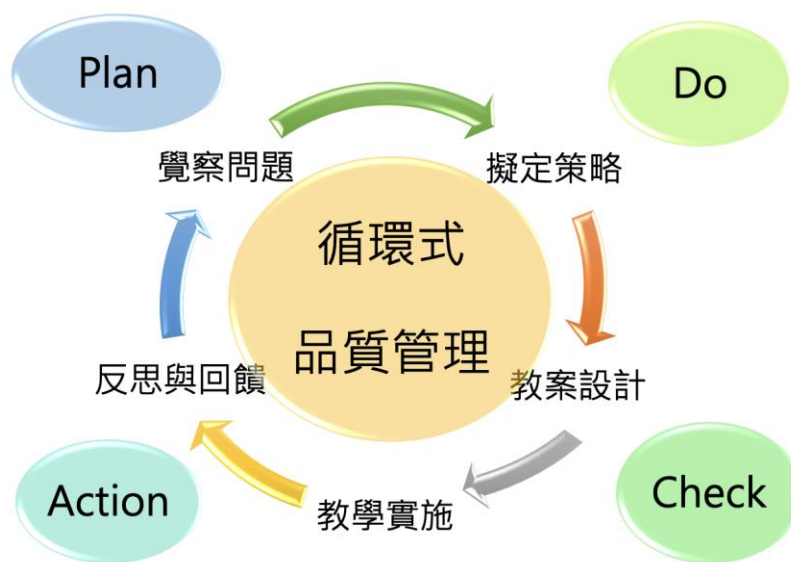 Plan
Do
覺察問題
擬定策略
循環式
品質管理
反思與回饋
教案設計
Action
教學實施
Check